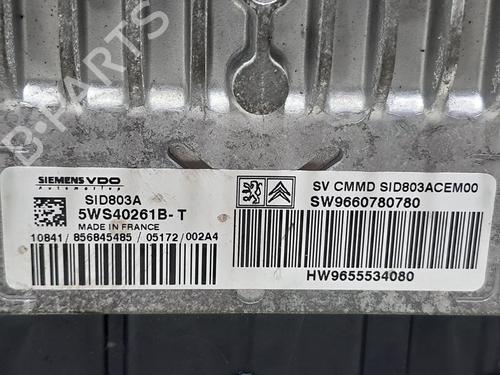 B-PARTS
SIEMENS VDO
Automotive
SID803A
5WS40261B-T
MADE IN FRANCE
10841/856845485/05172/002A4
SV CMMD SID803ACEM00
SW9660780780
HW9655534080